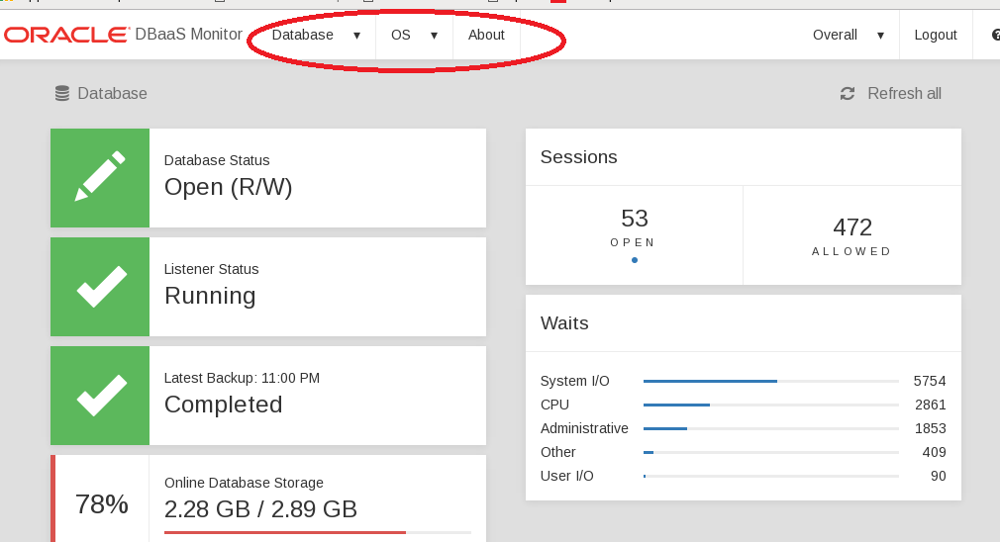 ORACLE DBaaS Monitor Database ▾ OS ▾ About Overall ▾ Logout
Database
Refresh all
Database Status
Open (R/W)
Listener Status
Running
Latest Backup: 11:00 PM
Completed
78%
Online Database Storage
2.28 GB / 2.89 GB
Sessions
53
OPEN
472
ALLOWED
Waits
System I/O 5754
CPU 2861
Administrative 1853
Other 409
User I/O 90